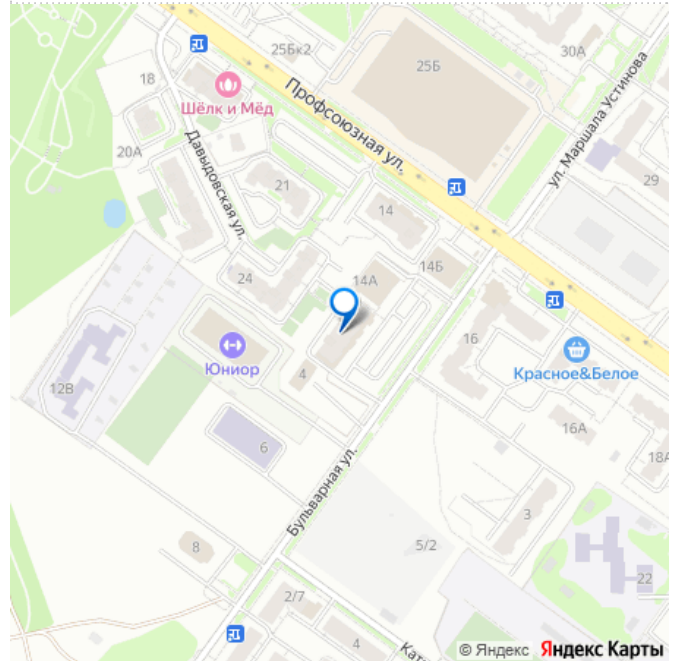 25Бк2
25Б
30А
18
Шёлк и Мёд
Профсоюзная ул.
ул. Маршала Устинова
20А
Давыдовская ул.
21
29
14
14Б
24
14А
16
Юниор
4
Красное&Белое
12В
16А
6
18А
Бульварная ул.
3
8
5/2
22
2/7
4
Кат
© Яндекс Яндекс Карты